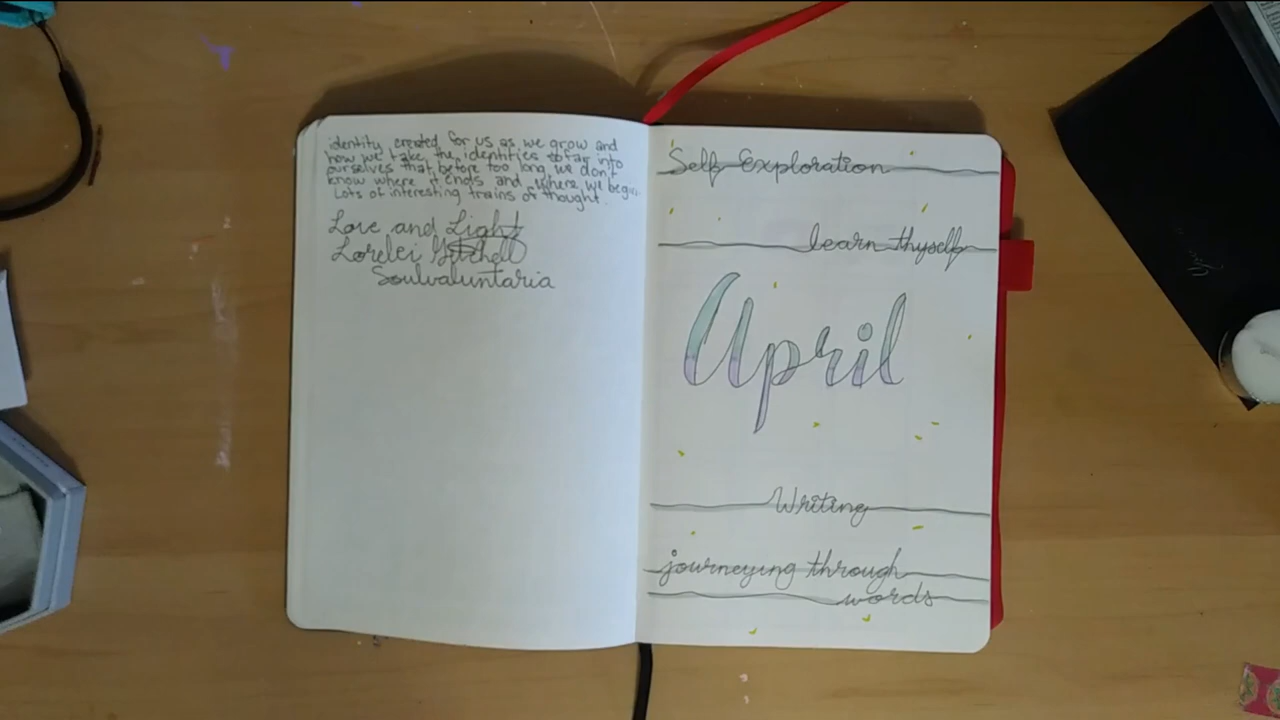 identity created for us as we grow and
how we take the identities so far into
ourselves that before too long we don't
know where it ends and where we begin.
Lots of interesting trains of thought.
Love and Light
Lorelei
Soulvaluntaria
Self Exploration
learn thyself
April
Writing
journeying through
words